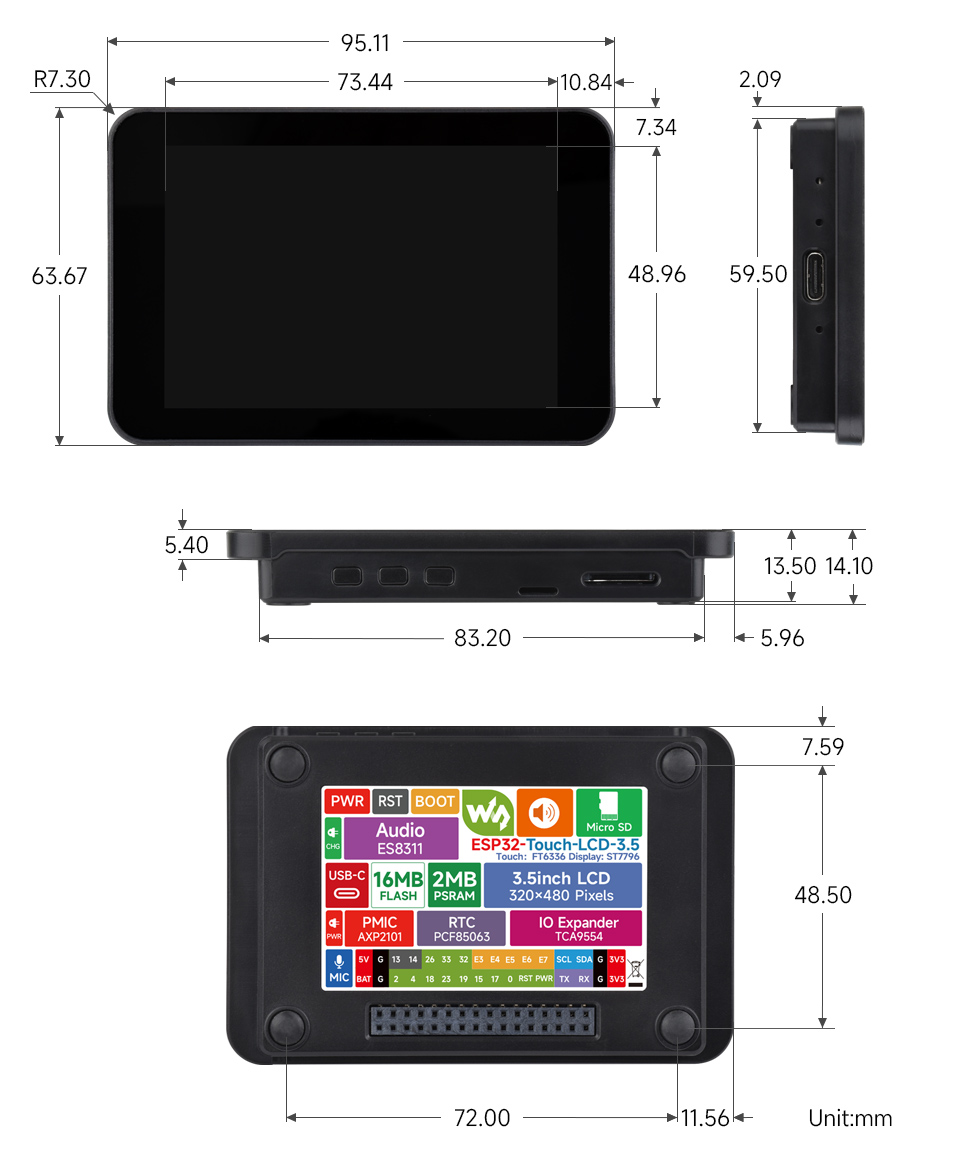 95.11
R7.30
73.44
10.84
2.09
7.34
63.67
48.96
59.50
5.40
13.50
14.10
83.20
5.96
7.59
PWR RST BOOT
Micro SD
CHG
Audio
ES8311
ESP32-Touch-LCD-3.5
Touch: FT6336 Display: ST7796
USB-C
16MB
FLASH
2MB
PSRAM
3.5inch LCD
320×480 Pixels
48.50
PWR
PMIC
AXP2101
RTC
PCF85063
IO Expander
TCA9554
MIC
5V G 13 14 26 33 32 E3 E4 E5 E6 E7 SCL SDA G 3V3
BAT G 2 4 18 23 19 15 17 0 RST PWR TX RX G 3V3
72.00
11.56
Unit:mm